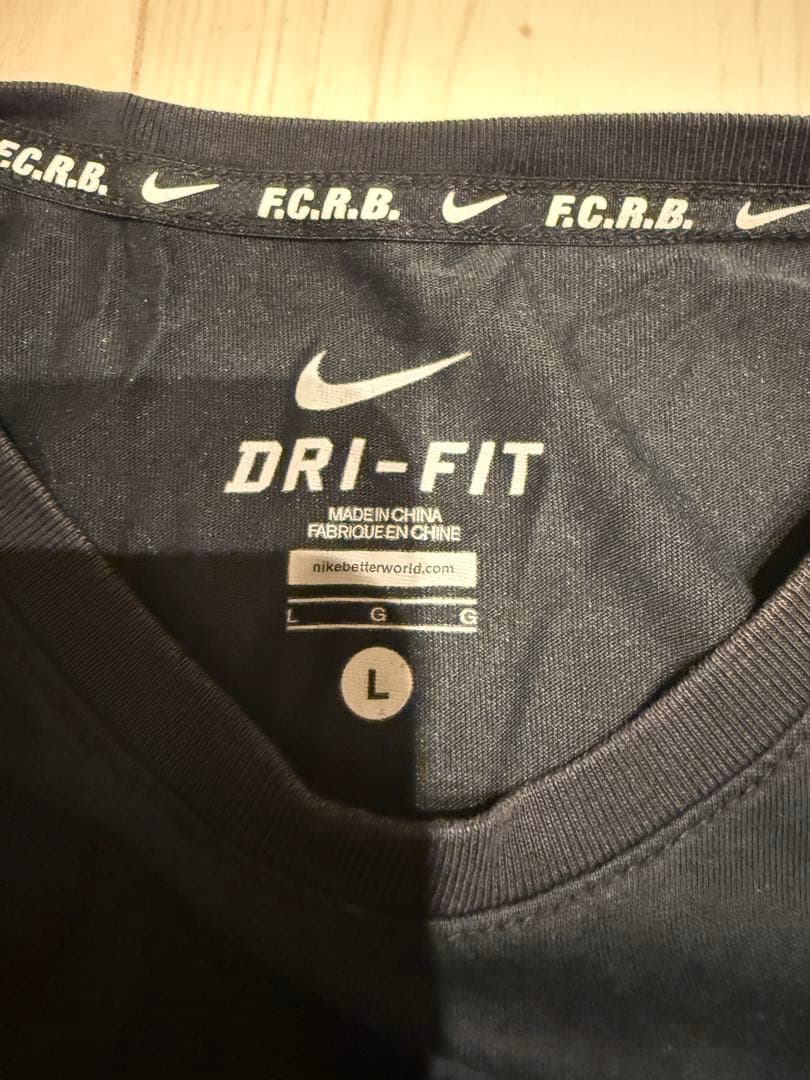 F.C.R.B. F.C.R.B. F.C.R.B.
DRI-FIT
MADE IN CHINA
FABRIQUE EN CHINE
nikebetterworld.com
L G G
L